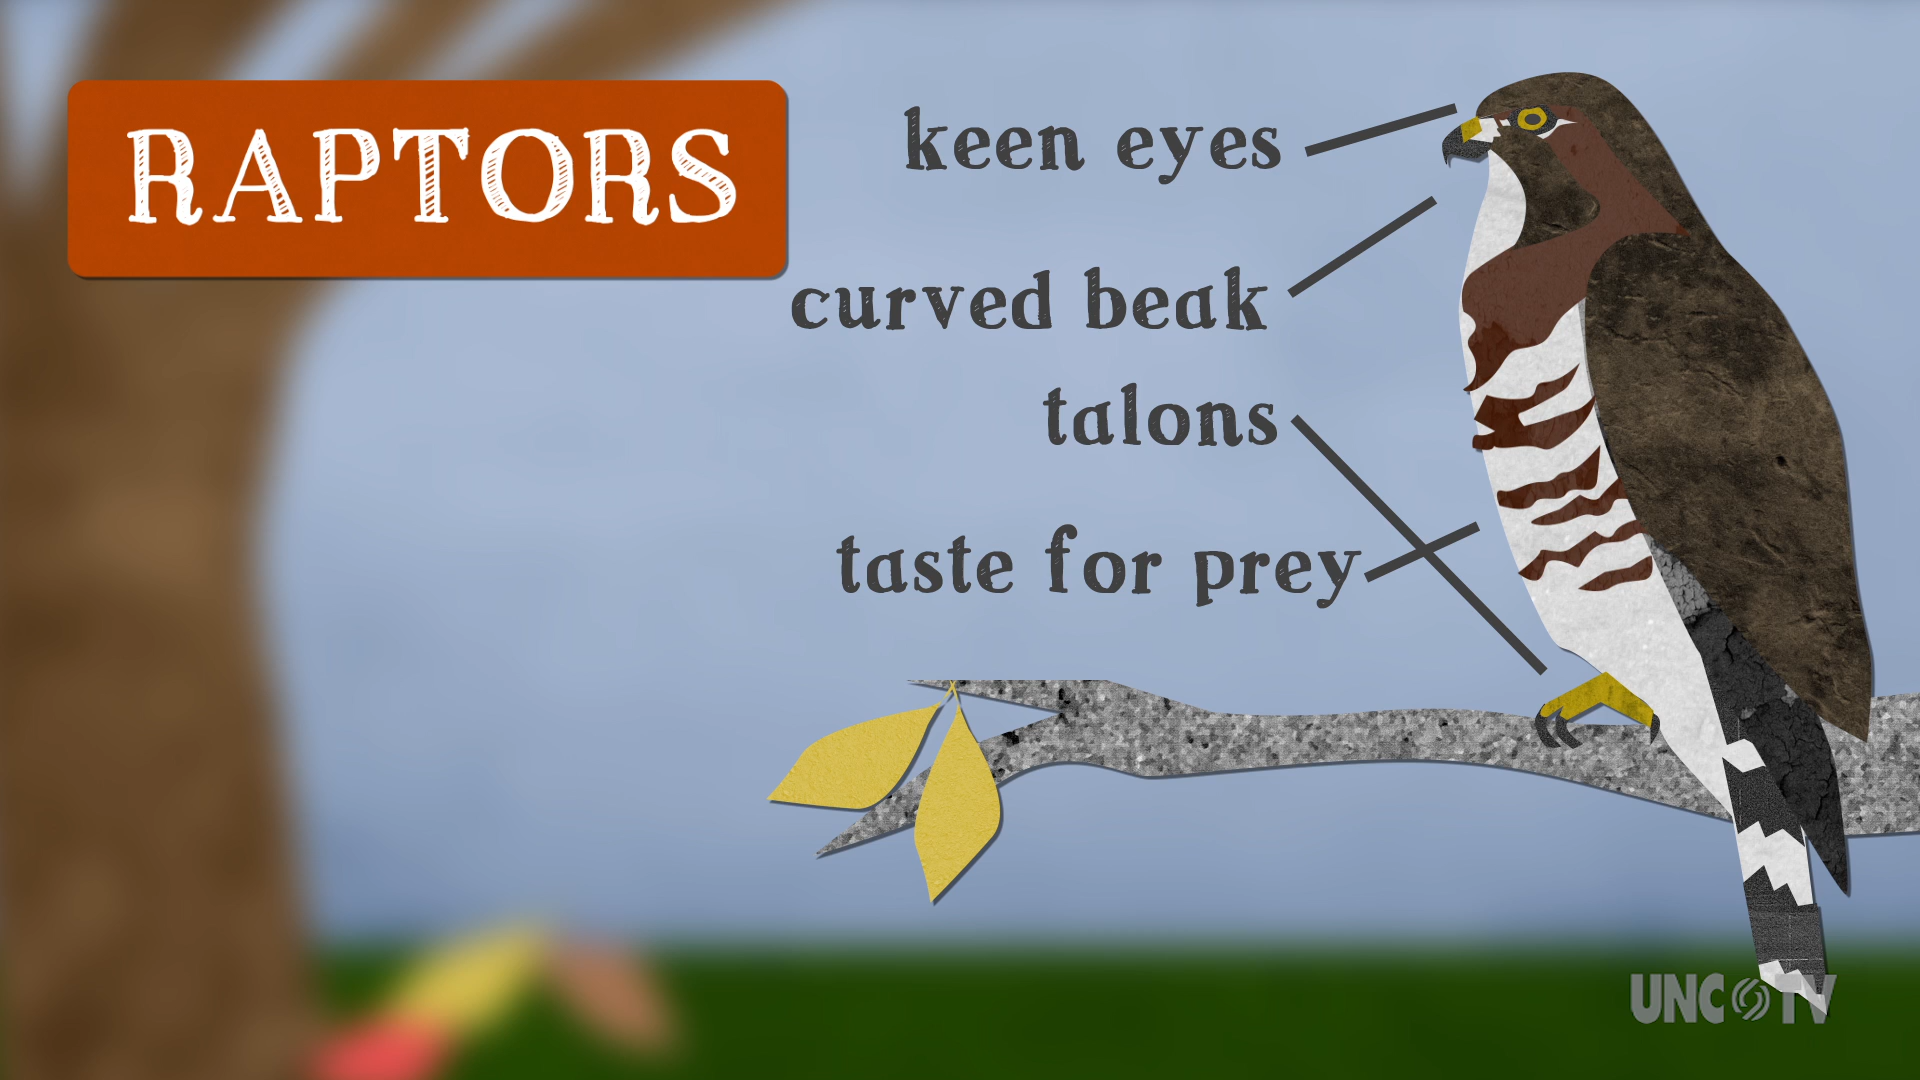 RAPTORS
keen eyes
curved beak
talons
taste for prey
UNC TV